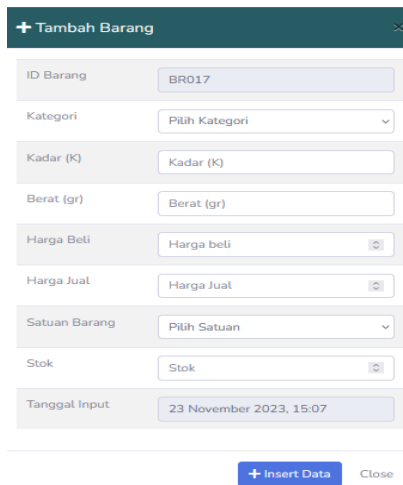 + Tambah Barang ×
ID Barang BR017
Kategori Pilih Kategori
Kadar (K) Kadar (K)
Berat (gr) Berat (gr)
Harga Beli Harga beli
Harga Jual Harga Jual
Satuan Barang Pilih Satuan
Stok Stok
Tanggal Input 23 November 2023, 15:07
+ Insert Data Close